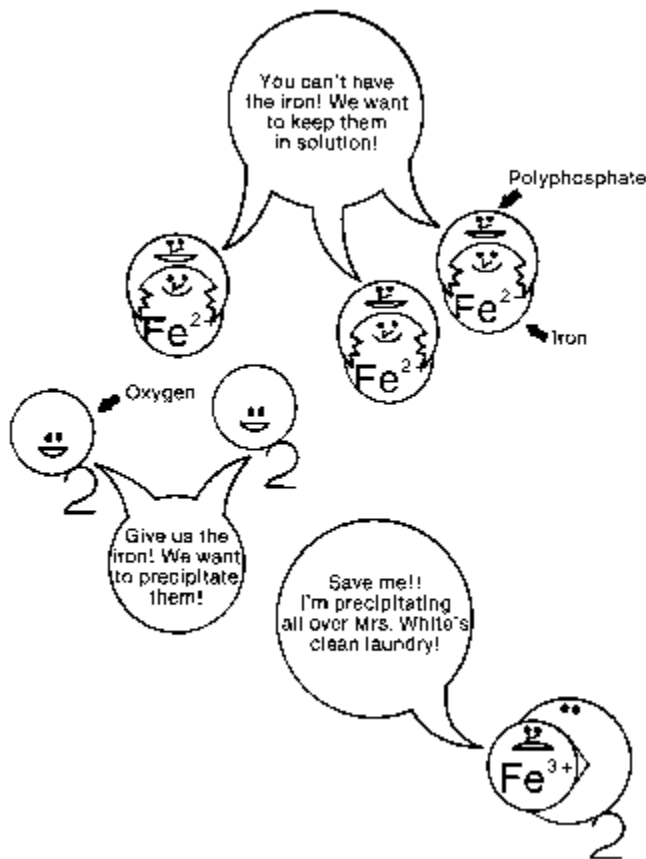 You can't have
the iron! We want
to keep them
in solution!
Polyphosphate
Fe2+
Fe2+
Fe2+
Iron
Oxygen
2
2
Give us the
iron! We want
to precipitate
them!
Save me!!
I'm precipitating
all over Mrs. White's
clean laundry!
Fe3+
2